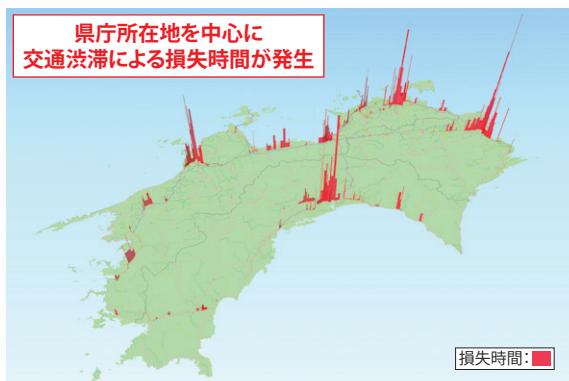 県庁所在地を中心に
交通渋滞による損失時間が発生
損失時間：